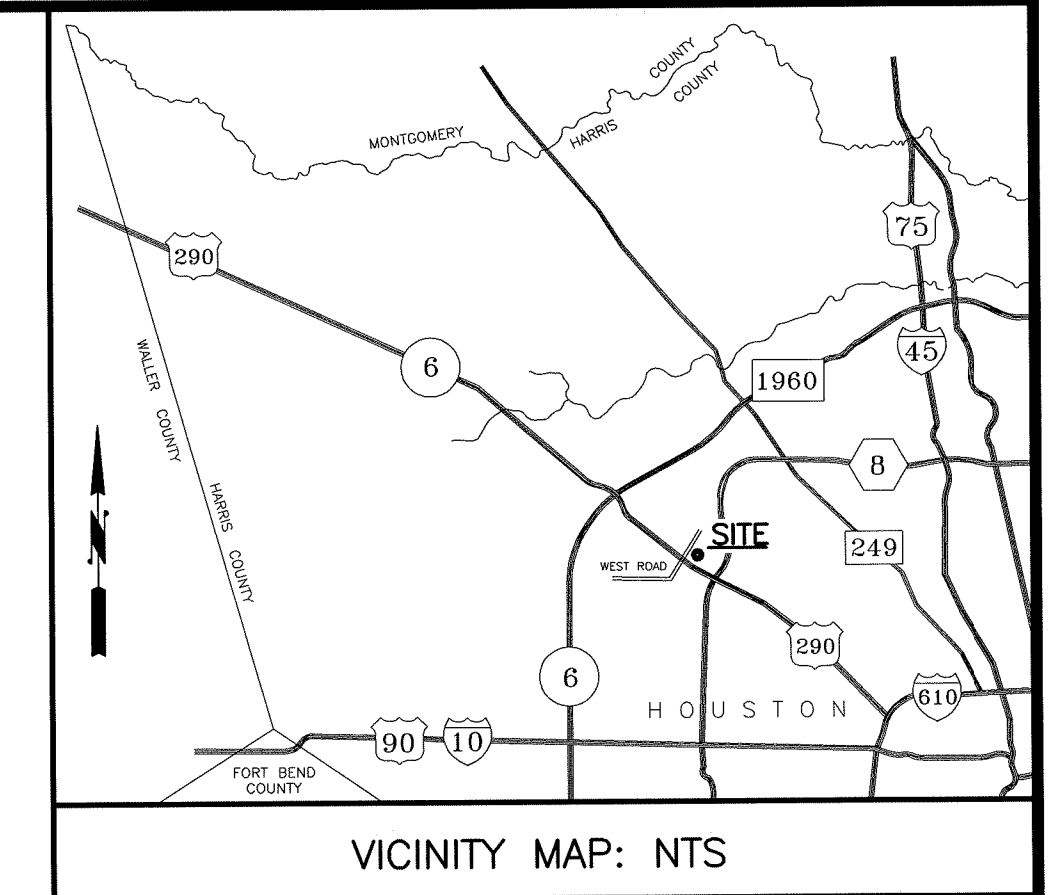 COUNTY
COUNTY
MONTGOMERY
HARRIS
75
290
45
6
1960
WALLER COUNTY
8
HARRIS COUNTY
N
SITE
249
WEST ROAD
290
6
610
HOUSTON
90
10
FORT BEND
COUNTY
VICINITY MAP: NTS